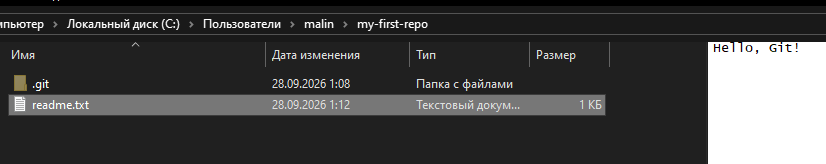 мпьютер > Локальный диск (C:) > Пользователи > malin > my-first-repo
Имя Дата изменения Тип Размер
.git 28.09.2026 1:08 Папка с файлами
readme.txt 28.09.2026 1:12 Текстовый докум... 1 КБ
Hello, Git!